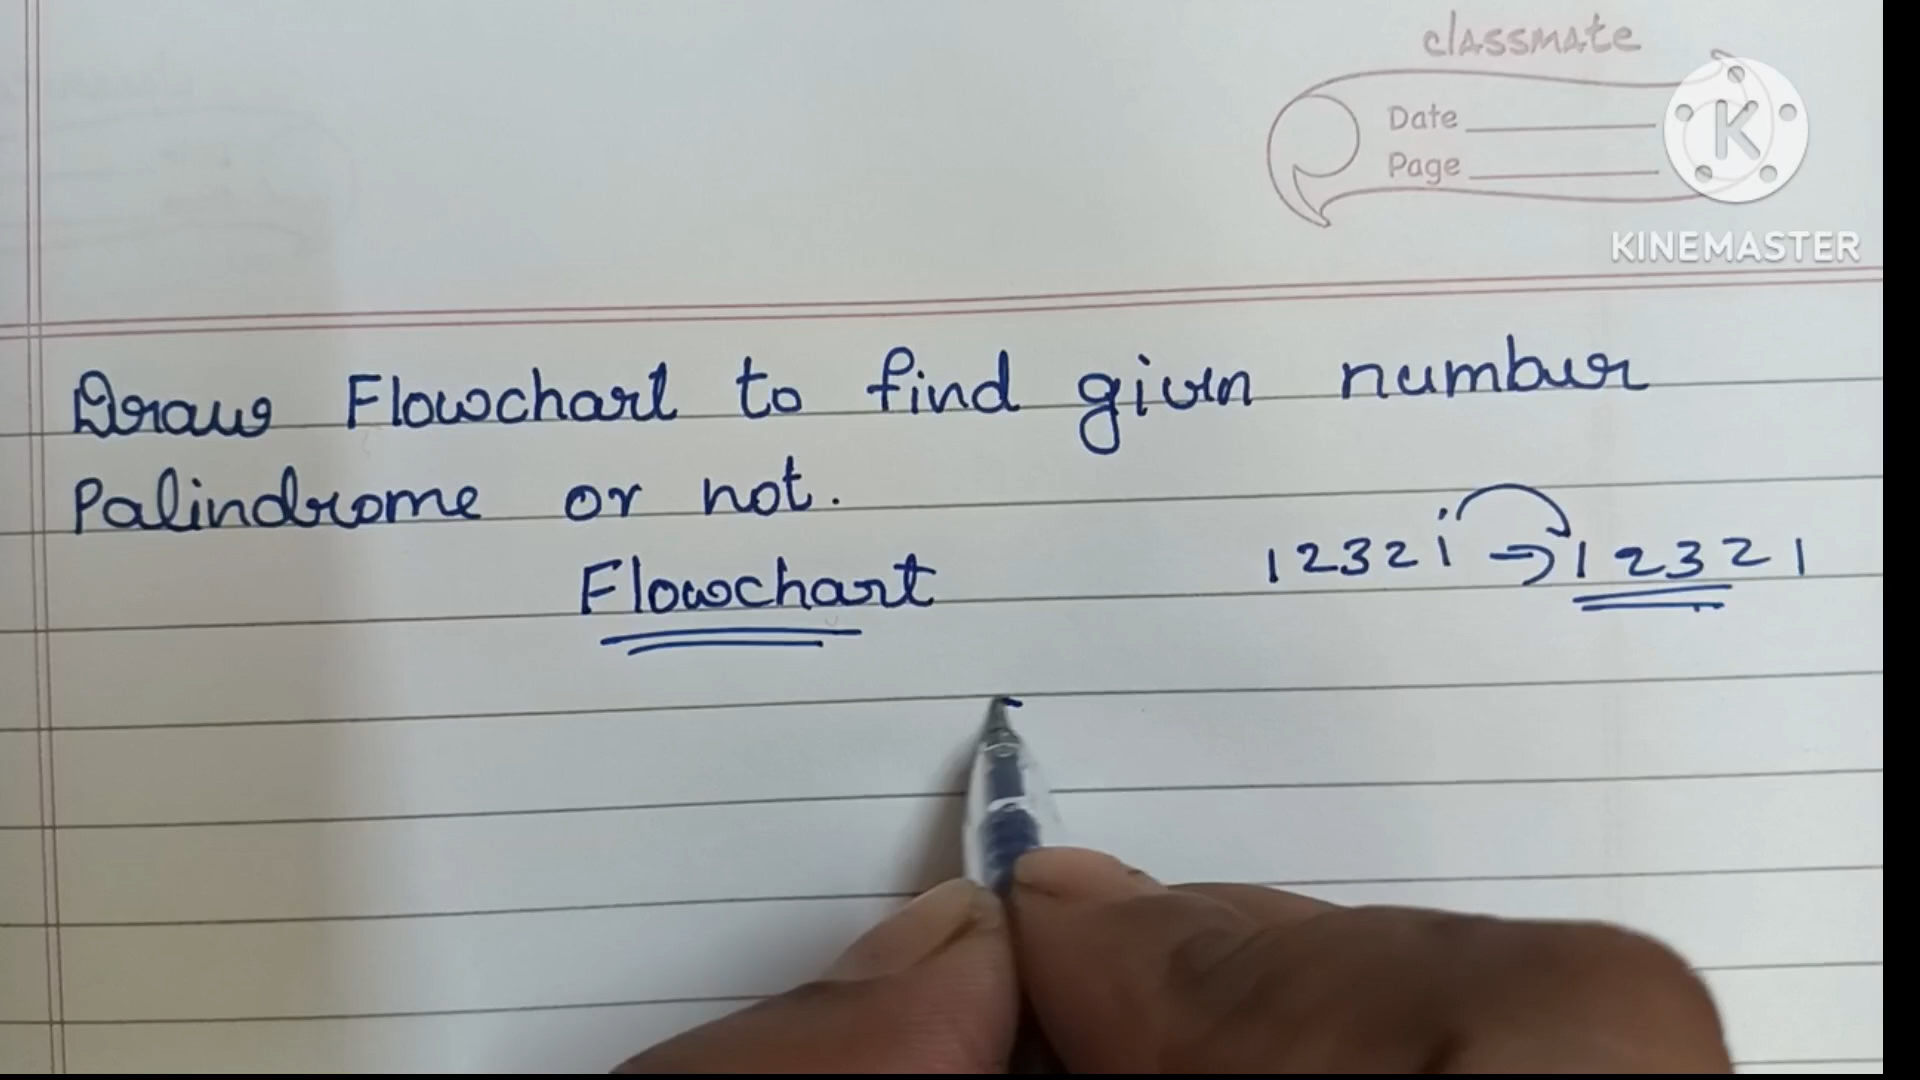 classmate
Date
Page
K
KINEMASTER
Draw Flowchart to find given number
Palindrome or not.
Flowchart
12321 → 12321